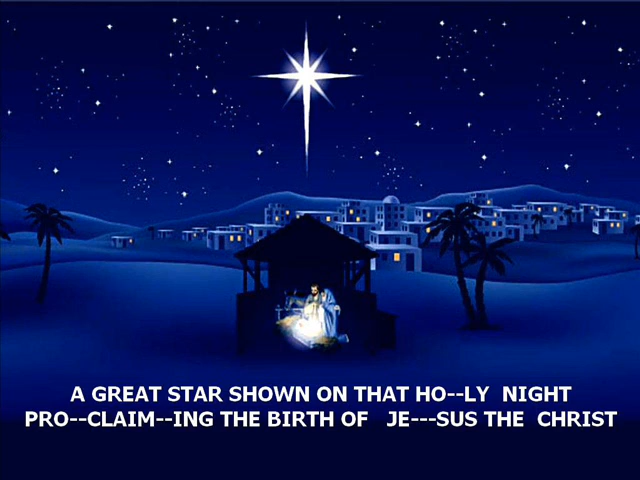 A GREAT STAR SHOWN ON THAT HO--LY  NIGHT
PRO--CLAIM--ING THE BIRTH OF   JE---SUS THE  CHRIST